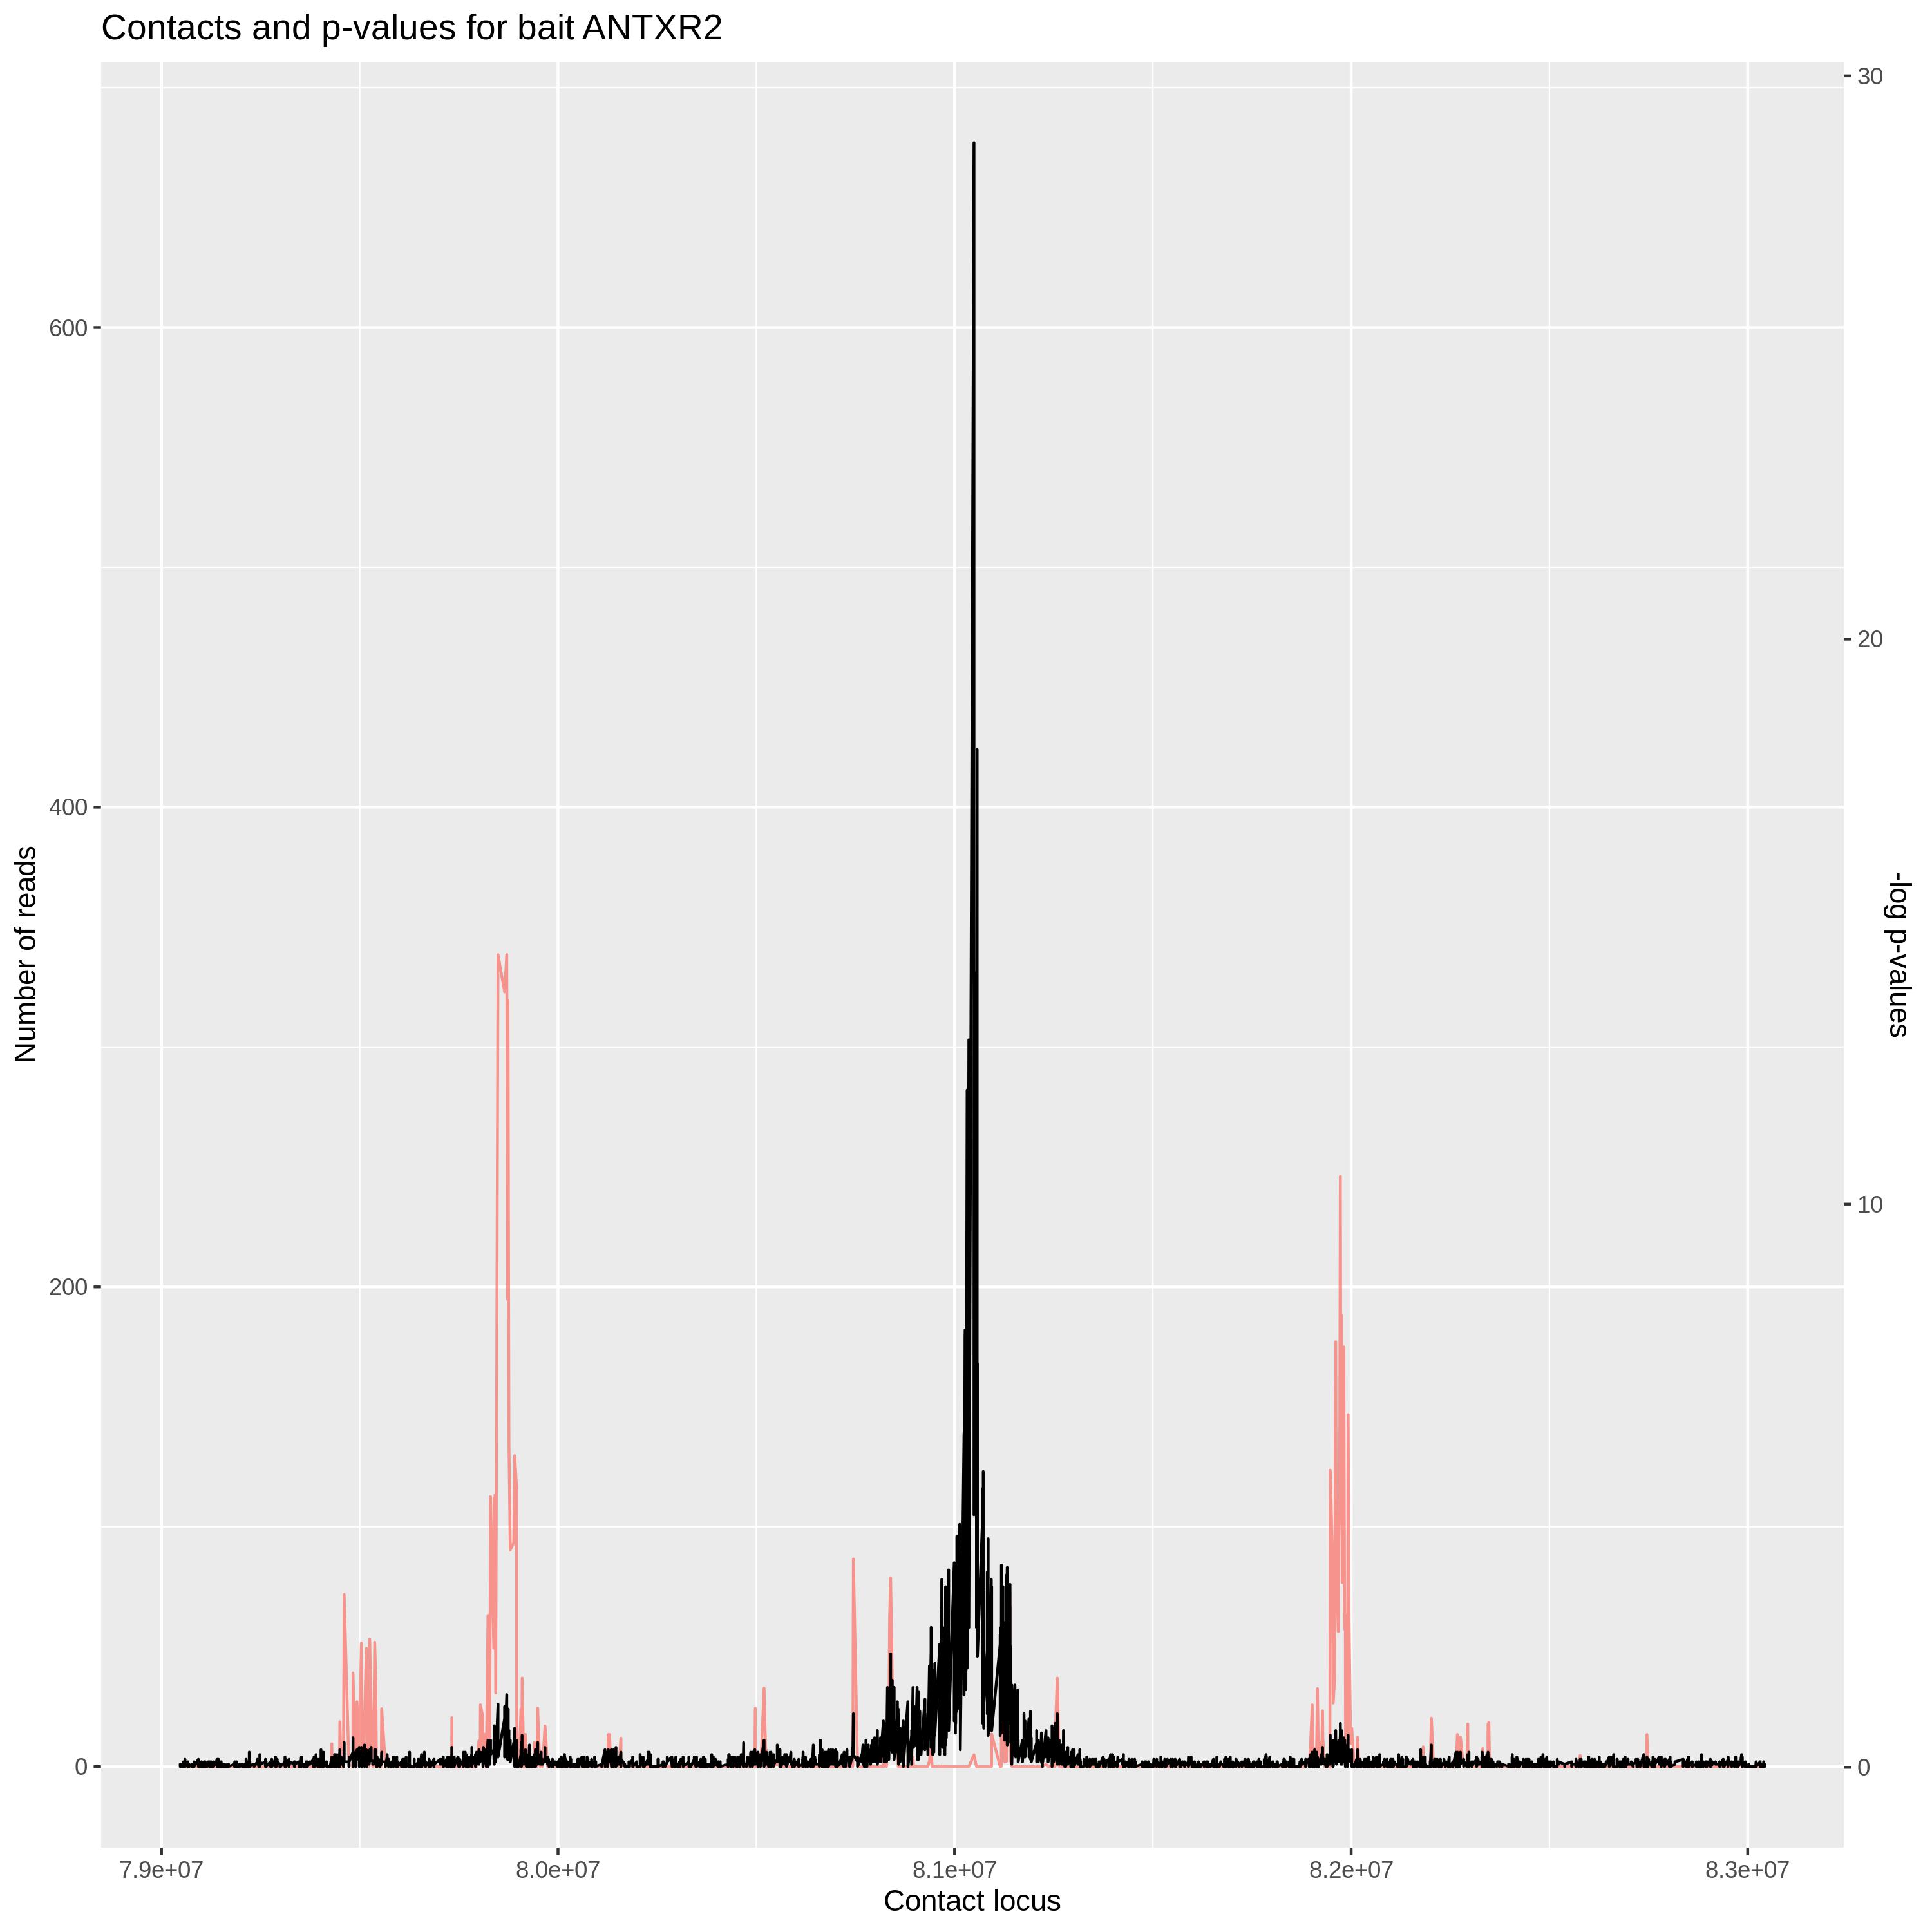 Contacts and p-values for bait ANTXR2
30
600
20
400
Number of reads
-log p-values
10
200
0
0
7.9e+07
8.0e+07
8.1e+07
8.2e+07
8.3e+07
Contact locus